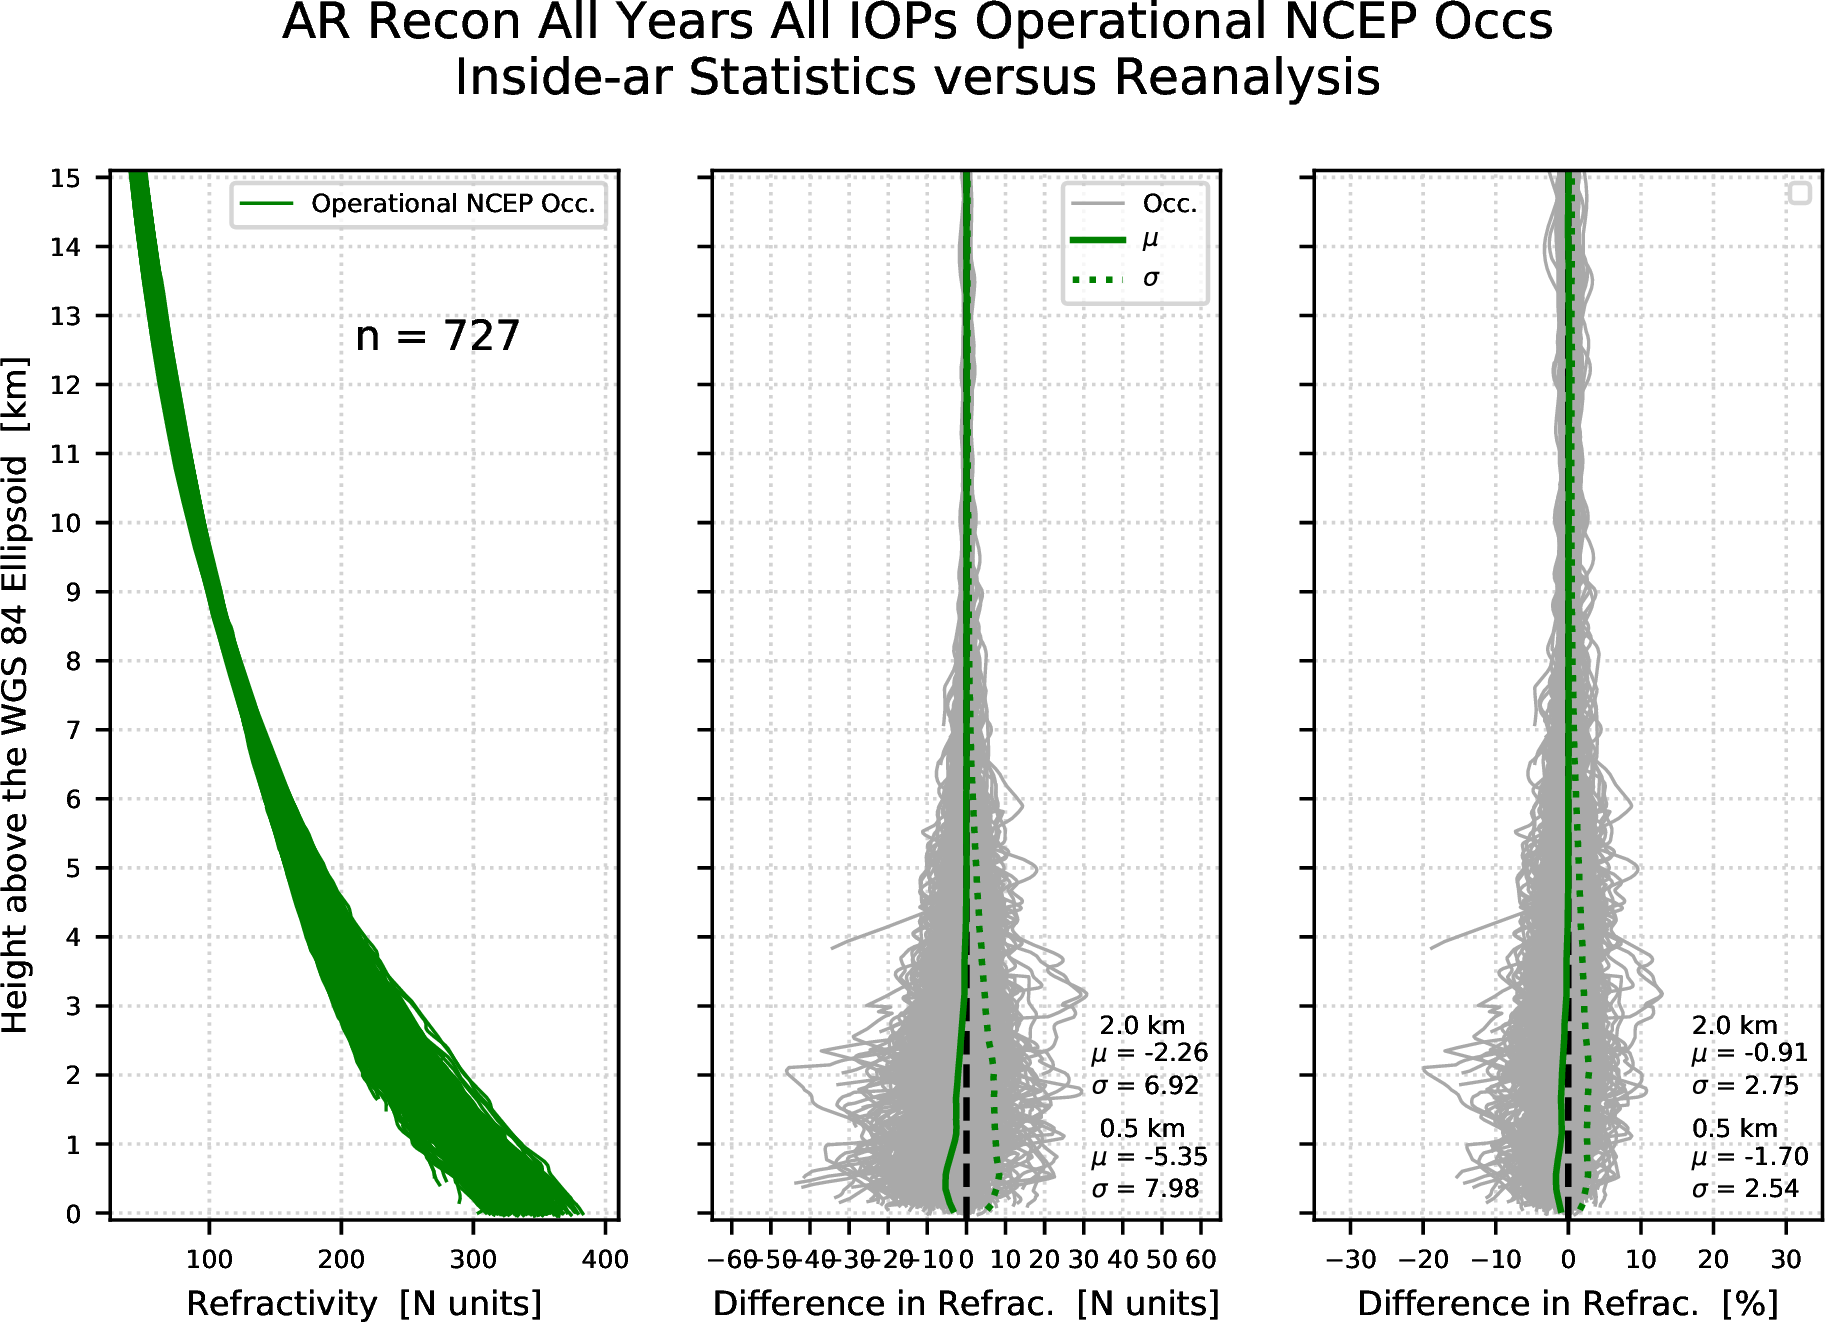 AR Recon All Years All IOPs Operational NCEP Occs
Inside-ar Statistics versus Reanalysis
Height above the WGS 84 Ellipsoid [km]
15
14
13
12
11
10
9
8
7
6
5
4
3
2
1
0
Operational NCEP Occ.
n = 727
100 200 300 400
Refractivity [N units]
Occ.
μ
σ
2.0 km
μ = -2.26
σ = 6.92
0.5 km
μ = -5.35
σ = 7.98
−60 −50 −40 −30 −20 −10 0 10 20 30 40 50 60
Difference in Refrac. [N units]
2.0 km
μ = -0.91
σ = 2.75
0.5 km
μ = -1.70
σ = 2.54
−30 −20 −10 0 10 20 30
Difference in Refrac. [%]